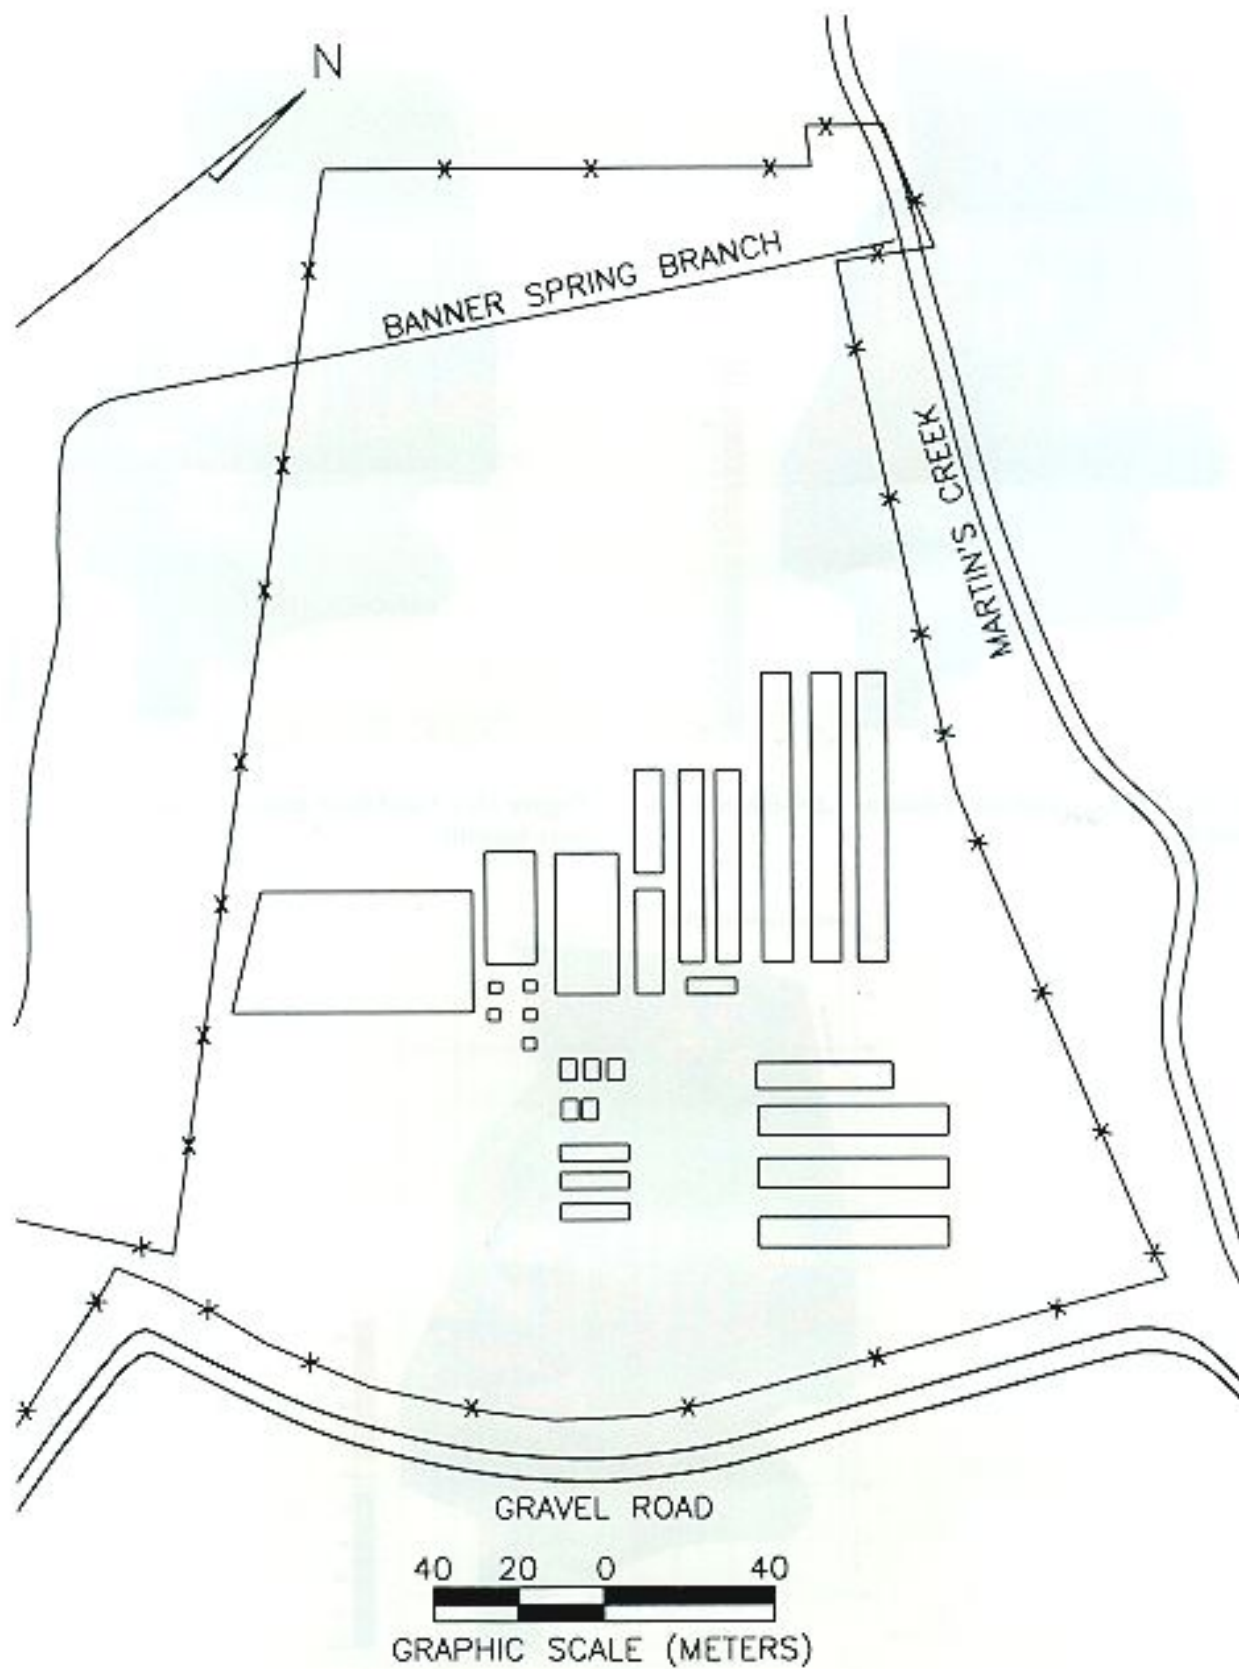 N
BANNER SPRING BRANCH
MARTIN'S CREEK
GRAVEL ROAD
40 20 0 40
GRAPHIC SCALE (METERS)